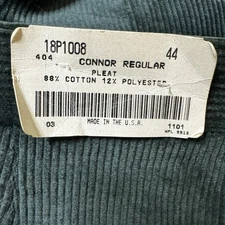 18P1008 44
404 CONNOR REGULAR
PLEAT
88% COTTON 12% POLYESTER
03 MADE IN THE U.S.A. 1101